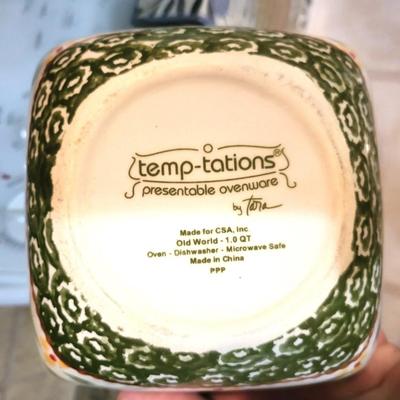 temp-tations®
presentable ovenware
by Tara
Made for CSA, Inc
Old World - 1.0 QT
Oven - Dishwasher - Microwave Safe
Made in China
PPP